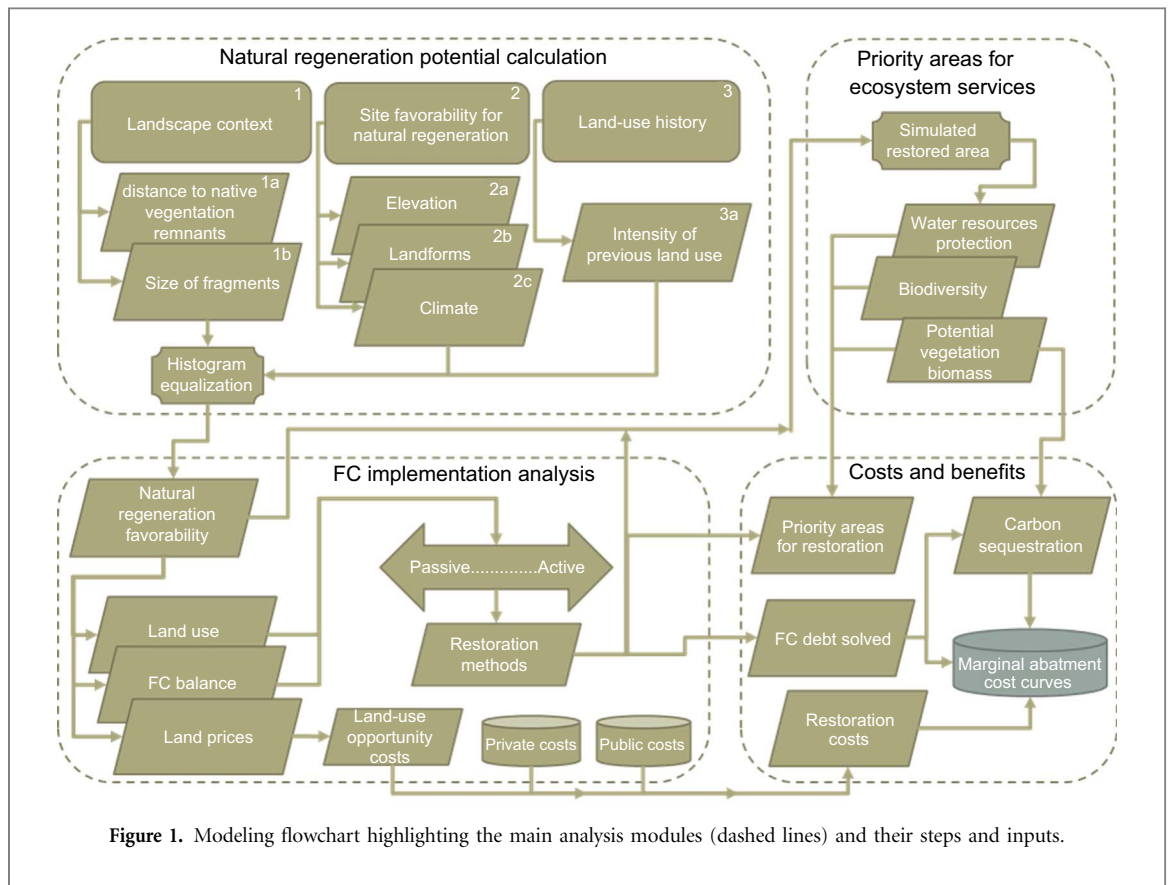 Natural regeneration potential calculation
1
Landscape context
1a
distance to native
vegentation
remnants
1b
Size of fragments
2
Site favorability for
natural regeneration
2a
Elevation
2b
Landforms
2c
Climate
3
Land-use history
3a
Intensity of
previous land use
Histogram
equalization
Priority areas for
ecosystem services
Simulated
restored area
Water resources
protection
Biodiversity
Potential
vegetation
biomass
FC implementation analysis
Natural
regeneration
favorability
Land use
FC balance
Land prices
Passive..............Active
Restoration
methods
Land-use
opportunity
costs
Private costs
Public costs
Costs and benefits
Priority areas
for restoration
Carbon
sequestration
FC debt solved
Marginal abatment
cost curves
Restoration
costs
Figure 1. Modeling flowchart highlighting the main analysis modules (dashed lines) and their steps and inputs.